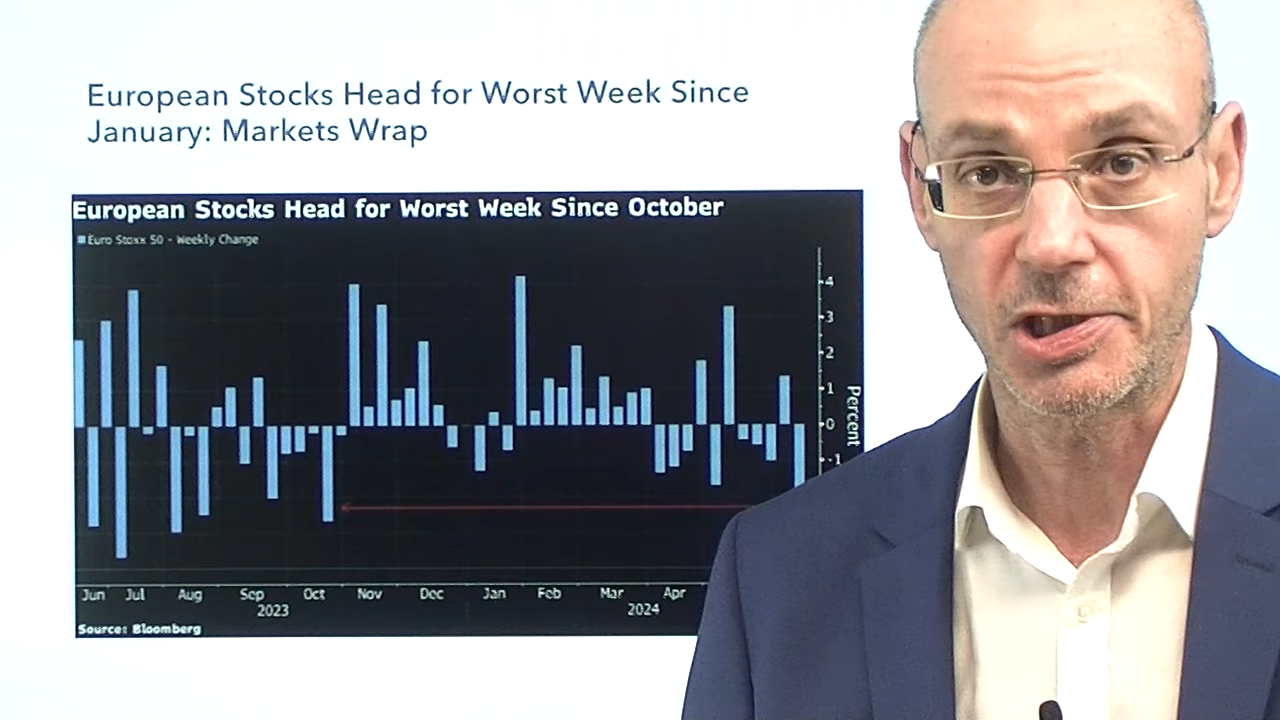 European Stocks Head for Worst Week Since
January: Markets Wrap
European Stocks Head for Worst Week Since October
Euro Stoxx 50 - Weekly Change
4
3
2
1
0
-1
Percent
Jun Jul Aug Sep Oct Nov Dec Jan Feb Mar Apr
2023 2024
Source: Bloomberg